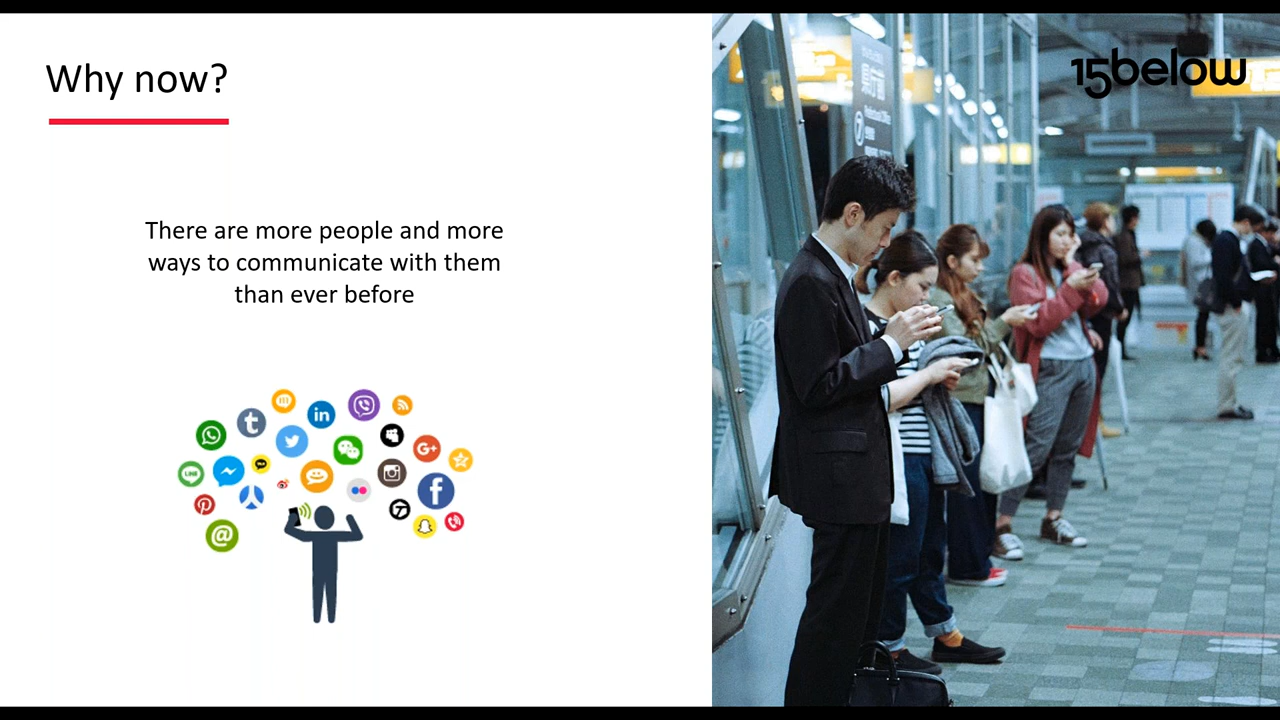 Why now?
15below
There are more people and more
ways to communicate with them
than ever before